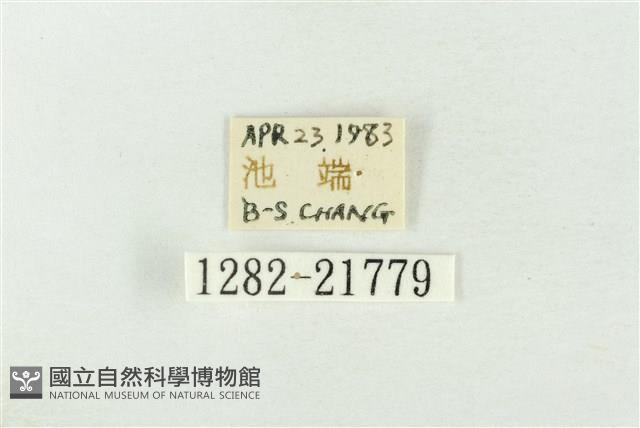 APR 23. 1983
池 端
B-S. CHANG
1282-21779
國立自然科學博物館
NATIONAL MUSEUM OF NATURAL SCIENCE